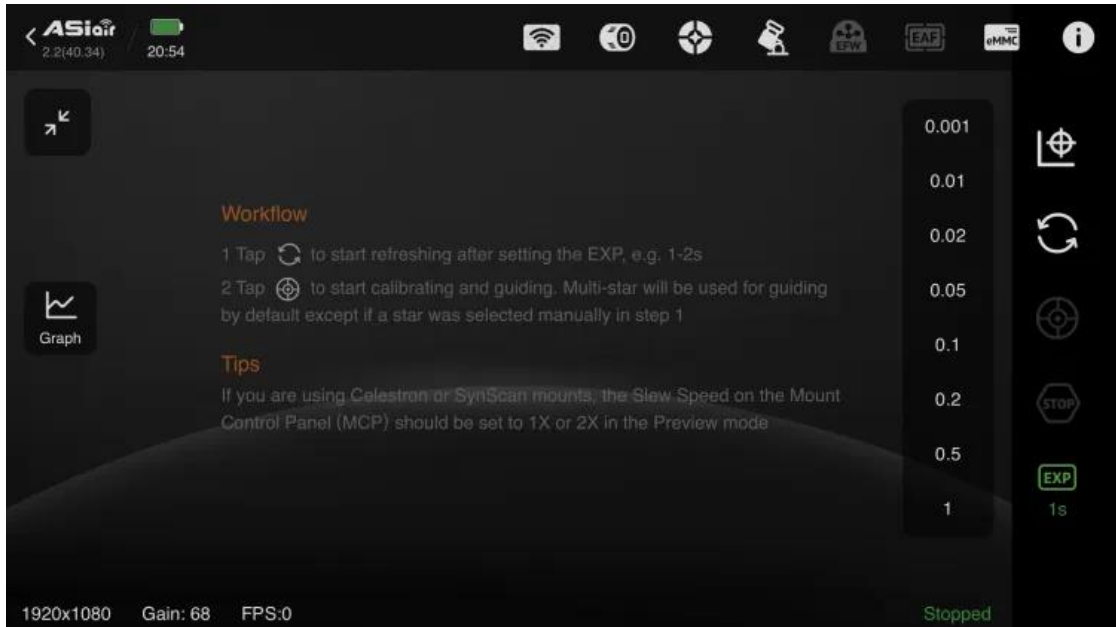 ASiair
2.2(40.34)
20:54
0
EFW
EAF
eMMC
i
0.001
0.01
0.02
0.05
0.1
0.2
0.5
1
Workflow
1 Tap to start refreshing after setting the EXP, e.g. 1-2s
2 Tap to start calibrating and guiding. Multi-star will be used for guiding
by default except if a star was selected manually in step 1
Graph
Tips
If you are using Celestron or SynScan mounts, the Slew Speed on the Mount
Control Panel (MCP) should be set to 1X or 2X in the Preview mode
STOP
EXP
1s
1920x1080 Gain: 68 FPS:0
Stopped